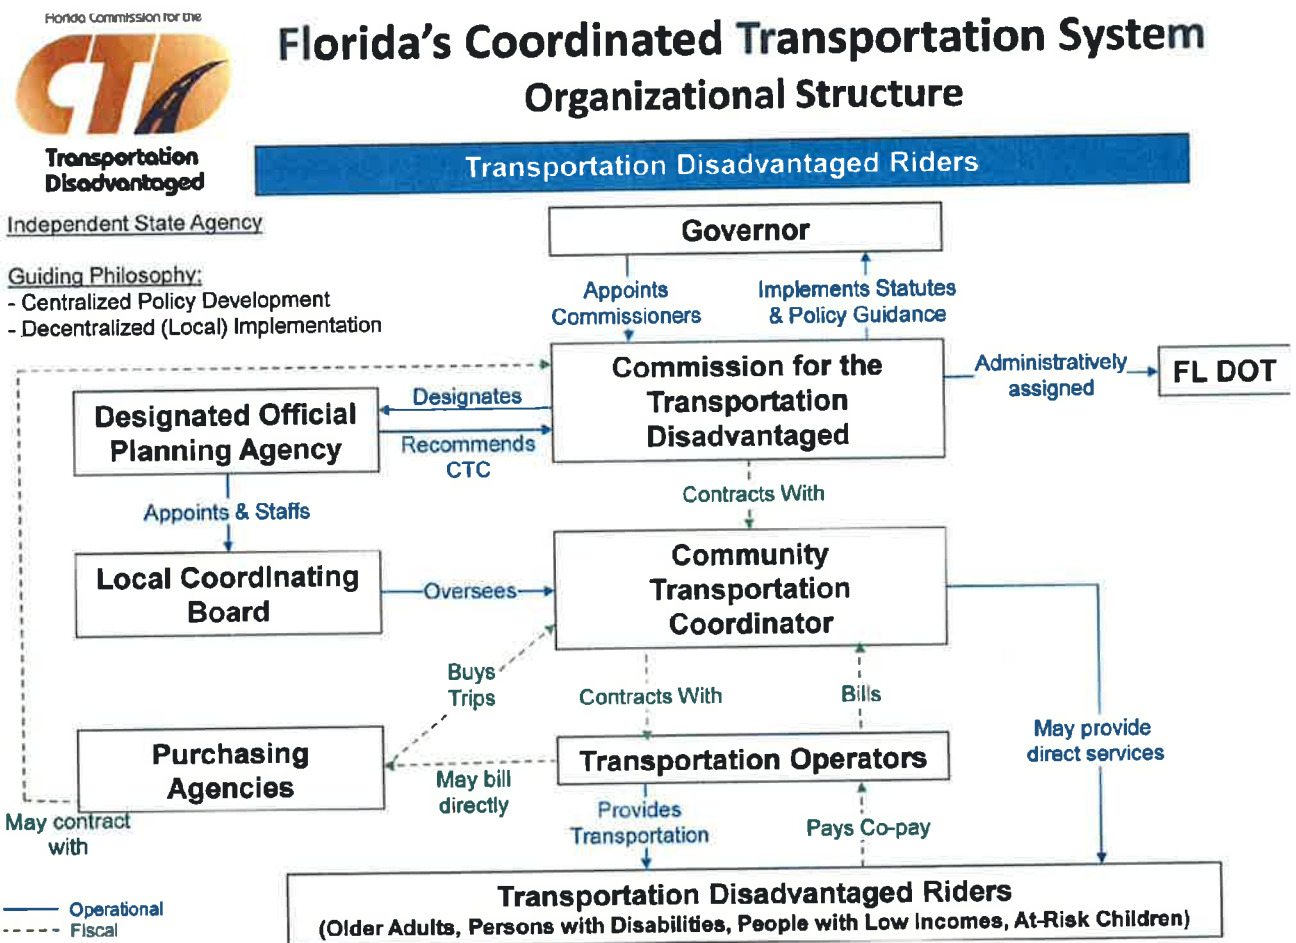 Florida Commission for the
CTD
Transportation
Disadvantaged
Florida's Coordinated Transportation System
Organizational Structure
Transportation Disadvantaged Riders
Independent State Agency
Guiding Philosophy:
- Centralized Policy Development
- Decentralized (Local) Implementation
Governor
Appoints
Commissioners
Implements Statutes
& Policy Guidance
Commission for the
Transportation
Disadvantaged
Administratively
assigned
FL DOT
Designated Official
Planning Agency
Designates
Recommends
CTC
Contracts With
Appoints & Staffs
Local Coordinating
Board
Oversees
Community
Transportation
Coordinator
Buys
Trips
Contracts With
Bills
May provide
direct services
Purchasing
Agencies
May bill
directly
Transportation Operators
May contract
with
Provides
Transportation
Pays Co-pay
Transportation Disadvantaged Riders
(Older Adults, Persons with Disabilities, People with Low Incomes, At-Risk Children)
Operational
Fiscal